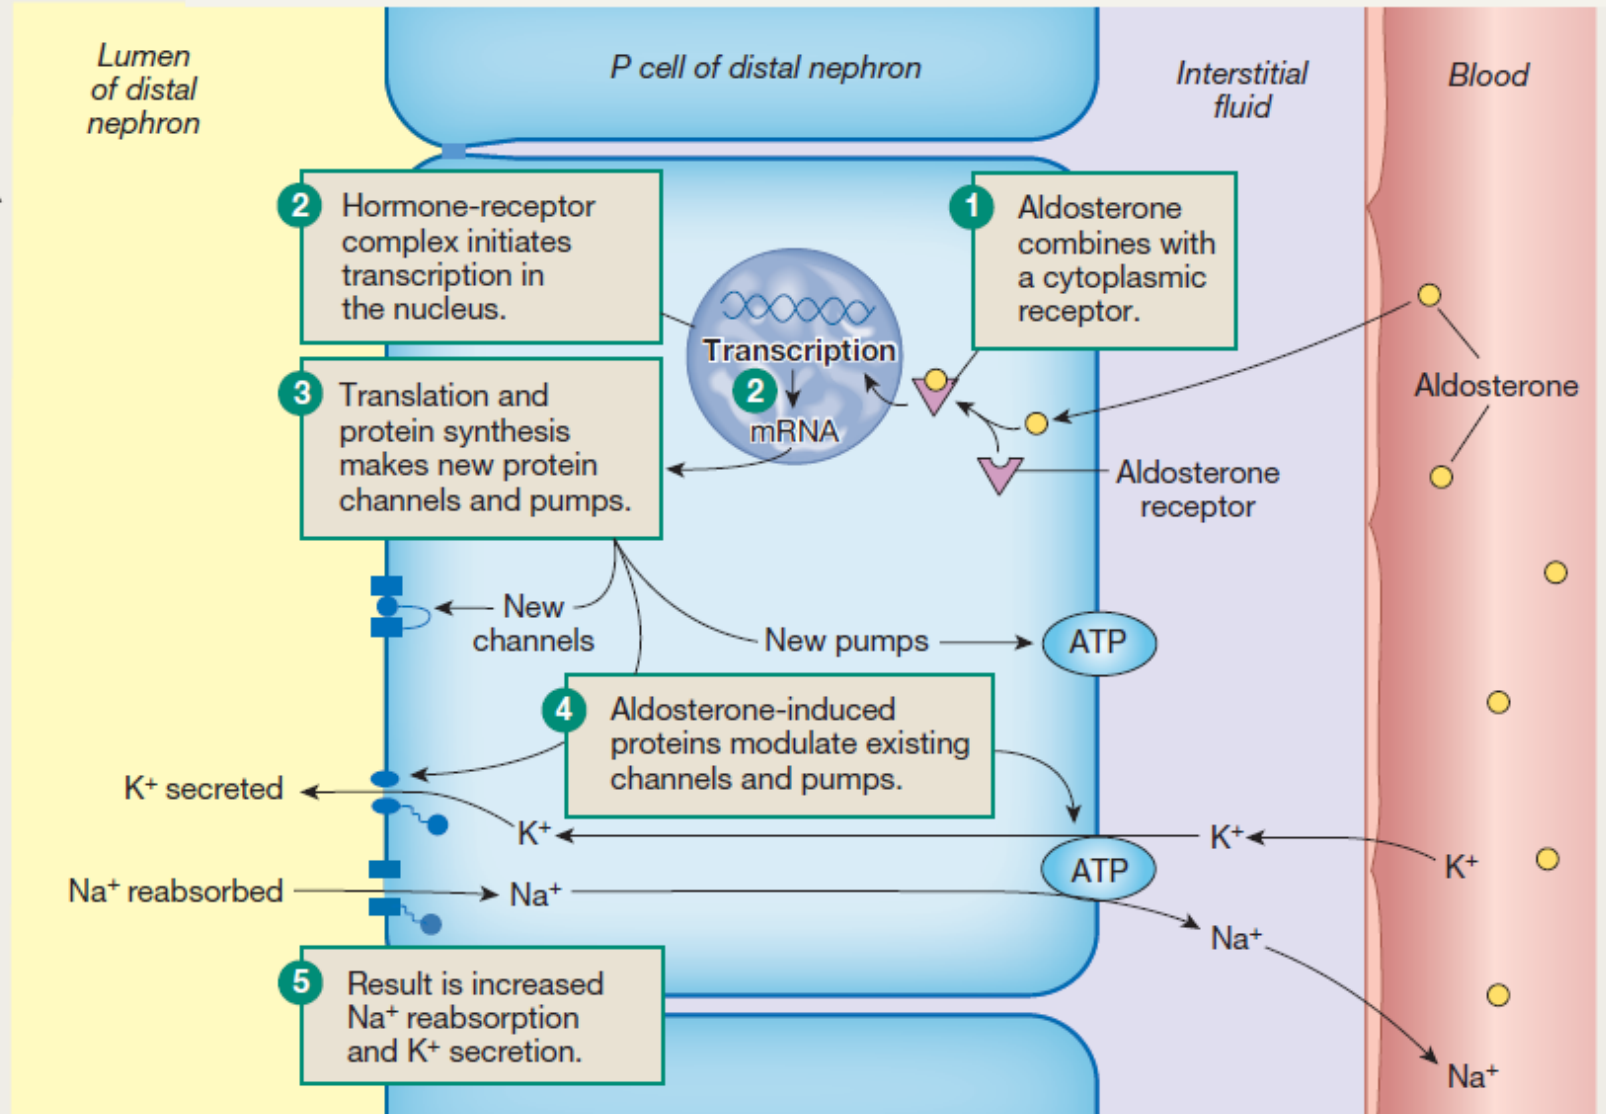 Lumen
of distal
nephron
P cell of distal nephron
Interstitial
fluid
Blood
2 Hormone-receptor
complex initiates
transcription in
the nucleus.
1 Aldosterone
combines with
a cytoplasmic
receptor.
Transcription
2
mRNA
3 Translation and
protein synthesis
makes new protein
channels and pumps.
Aldosterone
Aldosterone
receptor
New
channels
New pumps
ATP
4 Aldosterone-induced
proteins modulate existing
channels and pumps.
K⁺ secreted
K⁺
K⁺
K⁺
ATP
Na⁺ reabsorbed
Na⁺
Na⁺
Na⁺
5 Result is increased
Na⁺ reabsorption
and K⁺ secretion.